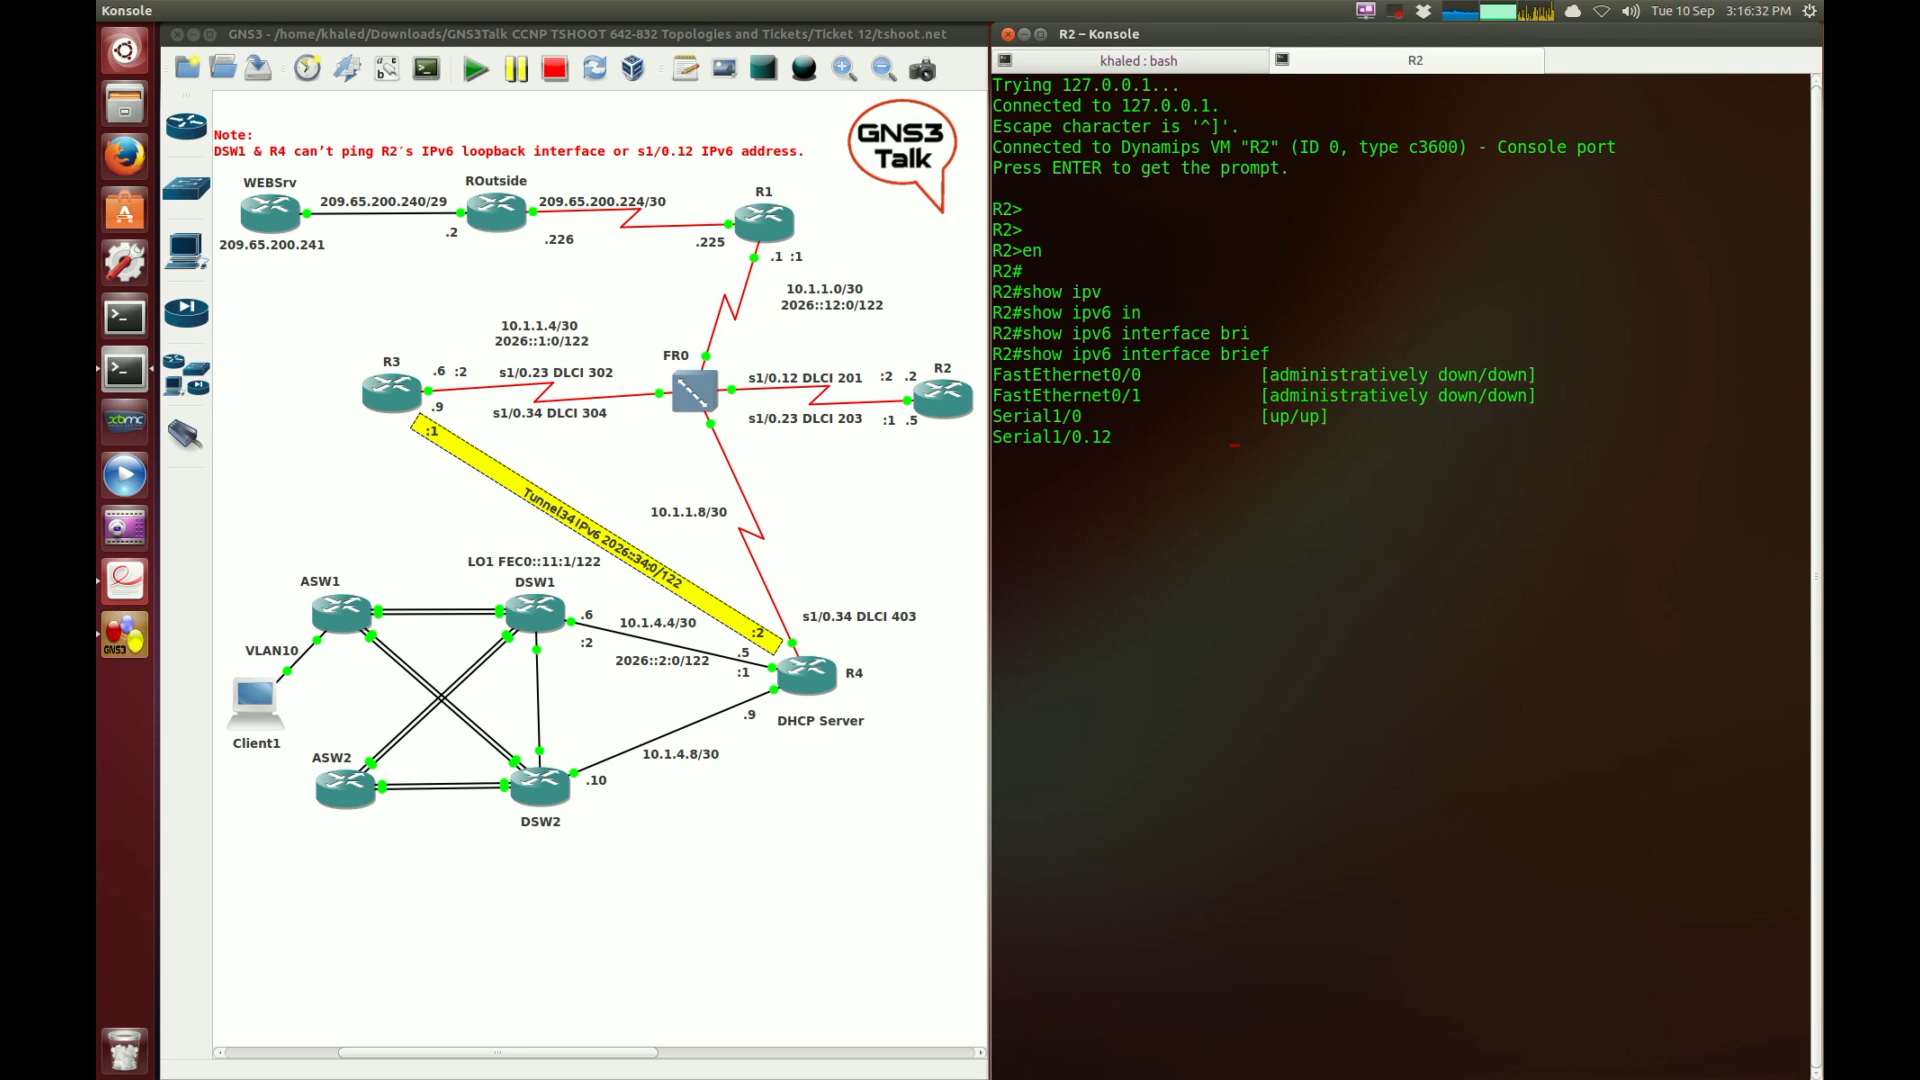 Konsole
Tue 10 Sep 3:16:32 PM
GNS3 - /home/khaled/Downloads/GNS3Talk CCNP TSHOOT 642-832 Topologies and Tickets/Ticket 12/tshoot.net
R2 – Konsole
khaled : bash
R2
Note:
DSW1 & R4 can't ping R2's IPv6 loopback interface or s1/0.12 IPv6 address.
GNS3
Talk
WEBSrv
ROutside
R1
209.65.200.240/29
209.65.200.224/30
.2
.226
.225
209.65.200.241
.1 :1
10.1.1.0/30
2026::12:0/122
10.1.1.4/30
2026::1:0/122
R3
FR0
R2
.6 :2
s1/0.23 DLCI 302
s1/0.12 DLCI 201
:2 .2
.9
s1/0.34 DLCI 304
s1/0.23 DLCI 203
:1 .5
:1
Tunnel34 IPv6 2026::34:0/122
10.1.1.8/30
LO1 FEC0::11:1/122
ASW1
DSW1
.6
10.1.4.4/30
:2
s1/0.34 DLCI 403
:2
VLAN10
2026::2:0/122
.5
:1
R4
.9
DHCP Server
Client1
ASW2
10.1.4.8/30
.10
DSW2
Trying 127.0.0.1...
Connected to 127.0.0.1.
Escape character is '^]'.
Connected to Dynamips VM "R2" (ID 0, type c3600) - Console port
Press ENTER to get the prompt.
R2>
R2>
R2>en
R2#
R2#show ipv
R2#show ipv6 in
R2#show ipv6 interface bri
R2#show ipv6 interface brief
FastEthernet0/0 [administratively down/down]
FastEthernet0/1 [administratively down/down]
Serial1/0 [up/up]
Serial1/0.12
xbmc
GNS3